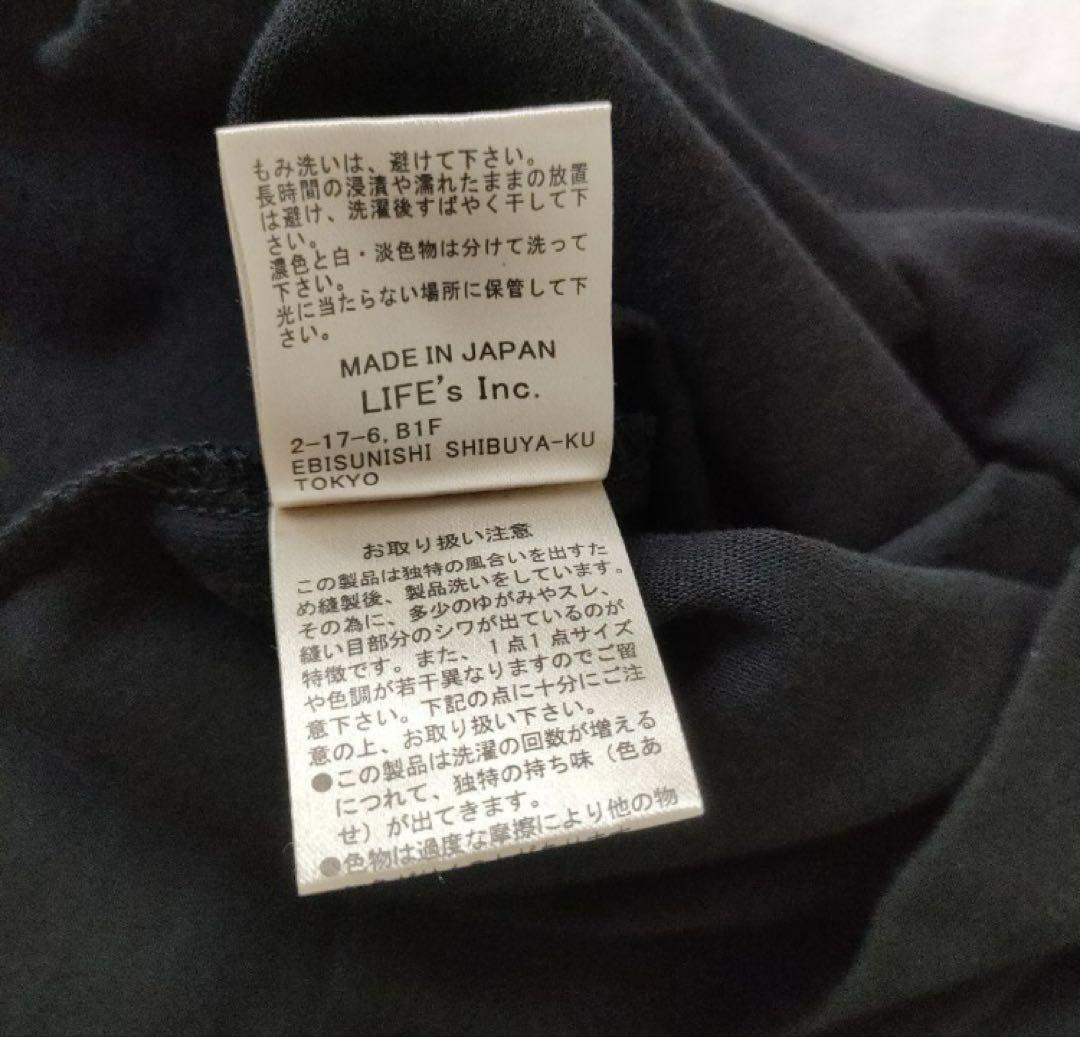 もみ洗いは、避けて下さい。
長時間の浸漬や濡れたままの放置
は避け、洗濯後すばやく干して下
さい。
濃色と白・淡色物は分けて洗って
下さい。
光に当たらない場所に保管して下
さい。
MADE IN JAPAN
LIFE's Inc.
2-17-6, B1F
EBISUNISHI SHIBUYA-KU
TOKYO
お取り扱い注意
この製品は独特の風合いを出すた
め縫製後、製品洗いをしています。
その為に、多少のゆがみやスレ、
縫い目部分のシワが出ているのが
特徴です。また、1点1点サイズ
や色調が若干異なりますのでご留
意下さい。下記の点に十分にご注
意の上、お取り扱い下さい。
●この製品は洗濯の回数が増える
につれて、独特の持ち味（色あ
せ）が出てきます。
●色物は過度な摩擦により他の物